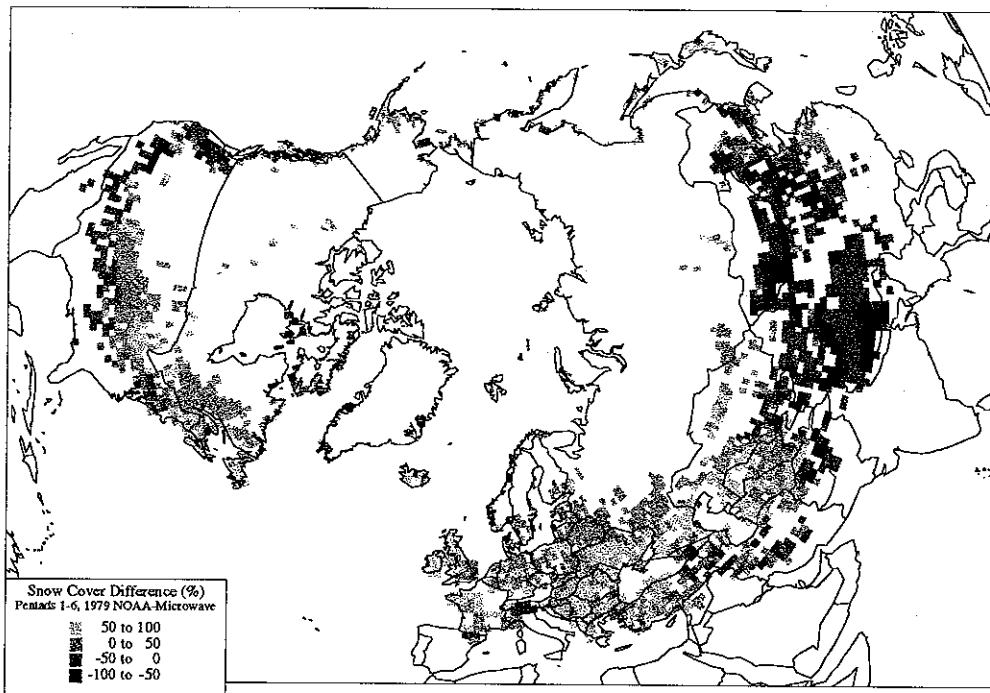 Snow Cover Difference (%)
Pentads 1-6, 1979 NOAA-Microwave
50 to 100
0 to 50
-50 to 0
-100 to -50